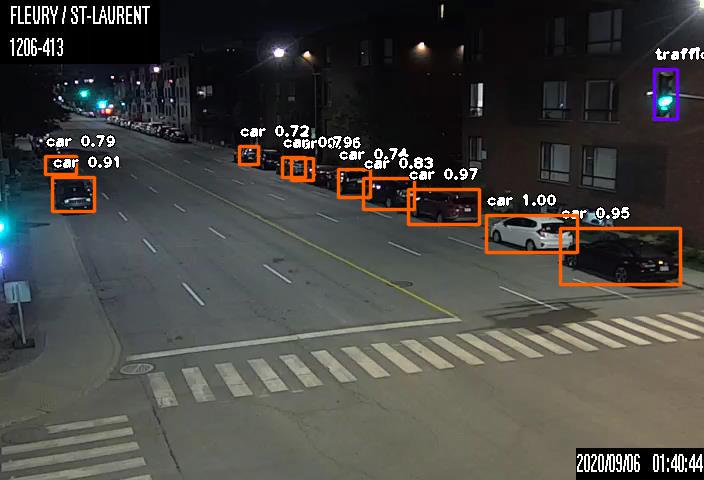 FLEURY / ST-LAURENT
1206-413
traffic
car 0.72
car 0.79
car 0.96
car 0.74
car 0.83
car 0.91
car 0.97
car 1.00
car 0.95
2020/09/06 01:40:44